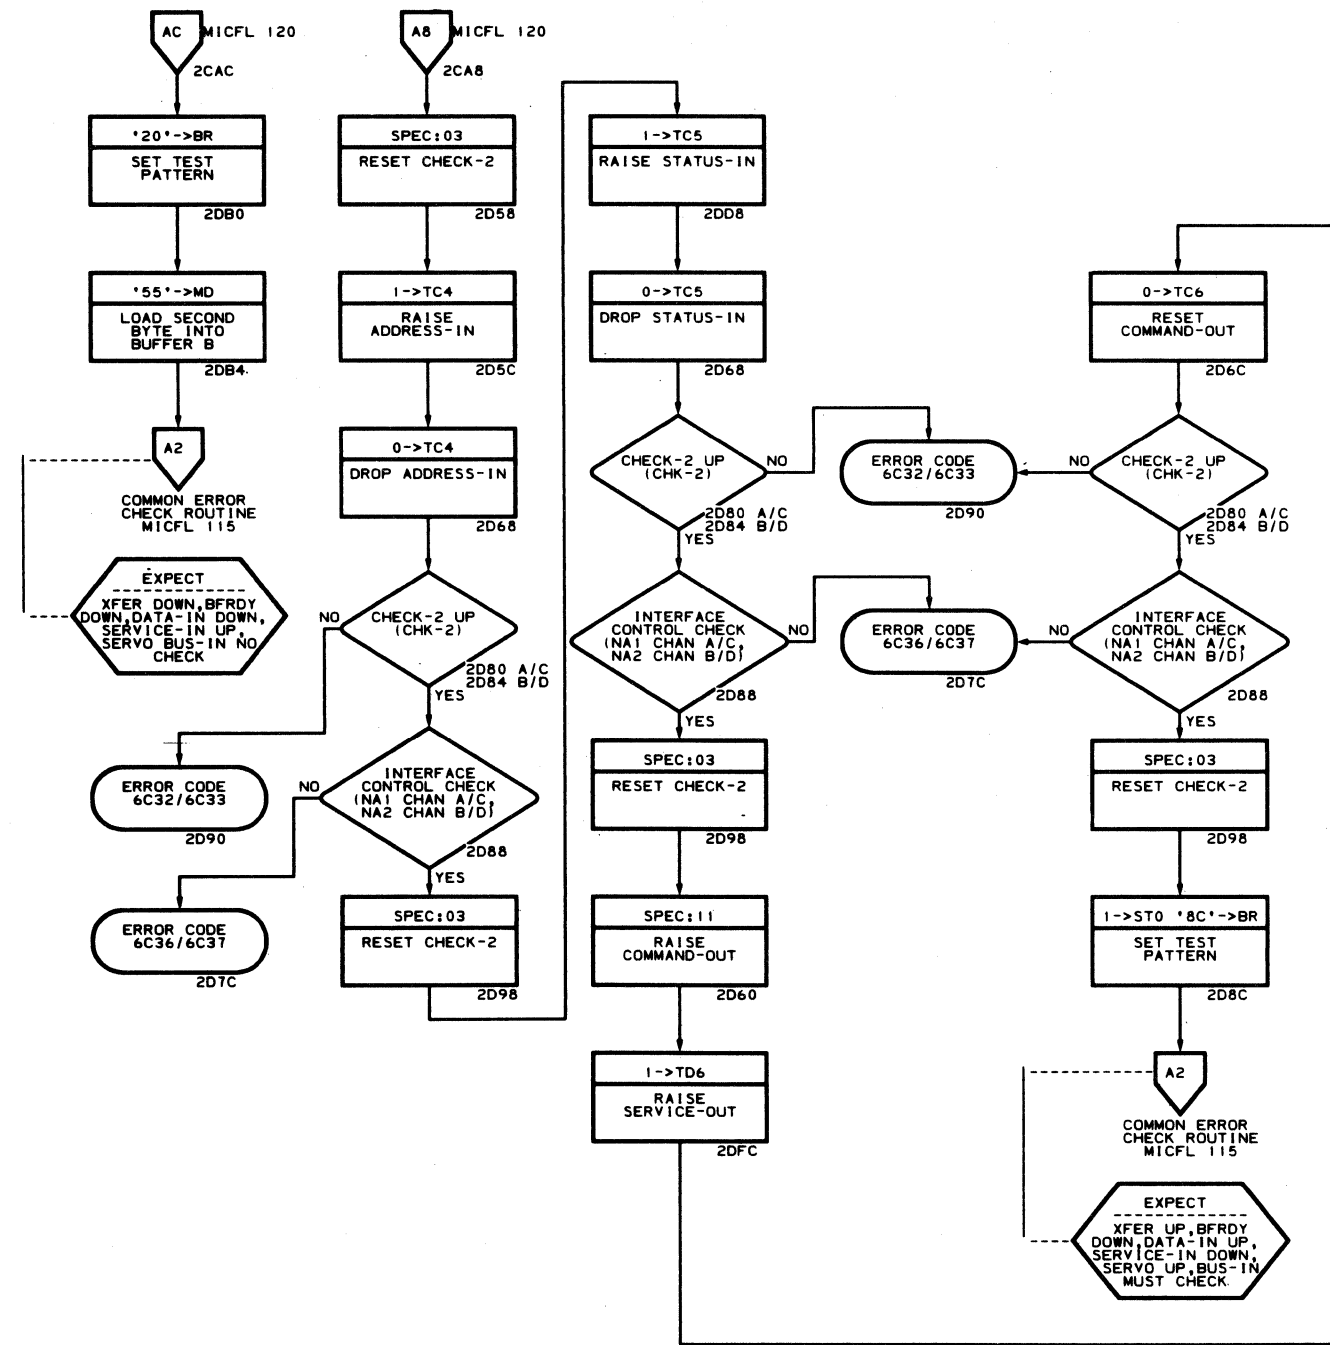 AC MICFL 120
2CAC
'20'->BR
SET TEST
PATTERN
2DB0
'55'->MD
LOAD SECOND
BYTE INTO
BUFFER B
2DB4
A2
COMMON ERROR
CHECK ROUTINE
MICFL 115
EXPECT
XFER DOWN,BFRDY
DOWN,DATA-IN DOWN,
SERVICE-IN UP,
SERVO BUS-IN NO
CHECK
ERROR CODE
6C32/6C33
2D90
ERROR CODE
6C36/6C37
2D7C
A8 MICFL 120
2CA8
SPEC:03
RESET CHECK-2
2D58
1->TC4
RAISE
ADDRESS-IN
2D5C
0->TC4
DROP ADDRESS-IN
2D68
NO
CHECK-2 UP
(CHK-2)
2D80 A/C
2D84 B/D
YES
NO
INTERFACE
CONTROL CHECK
(NA1 CHAN A/C,
NA2 CHAN B/D)
2D88
YES
SPEC:03
RESET CHECK-2
2D98
1->TC5
RAISE STATUS-IN
2DD8
0->TC5
DROP STATUS-IN
2D68
CHECK-2 UP
(CHK-2)
NO
2D80 A/C
2D84 B/D
YES
INTERFACE
CONTROL CHECK
(NA1 CHAN A/C,
NA2 CHAN B/D)
NO
2D88
YES
SPEC:03
RESET CHECK-2
2D98
SPEC:11
RAISE
COMMAND-OUT
2D60
1->TD6
RAISE
SERVICE-OUT
2DFC
ERROR CODE
6C32/6C33
2D90
ERROR CODE
6C36/6C37
2D7C
0->TC6
RESET
COMMAND-OUT
2D6C
NO
CHECK-2 UP
(CHK-2)
2D80 A/C
2D84 B/D
YES
NO
INTERFACE
CONTROL CHECK
(NA1 CHAN A/C,
NA2 CHAN B/D)
2D88
YES
SPEC:03
RESET CHECK-2
2D98
1->ST0 '8C'->BR
SET TEST
PATTERN
2D8C
A2
COMMON ERROR
CHECK ROUTINE
MICFL 115
EXPECT
XFER UP,BFRDY
DOWN,DATA-IN UP,
SERVICE-IN DOWN,
SERVO UP,BUS-IN
MUST CHECK